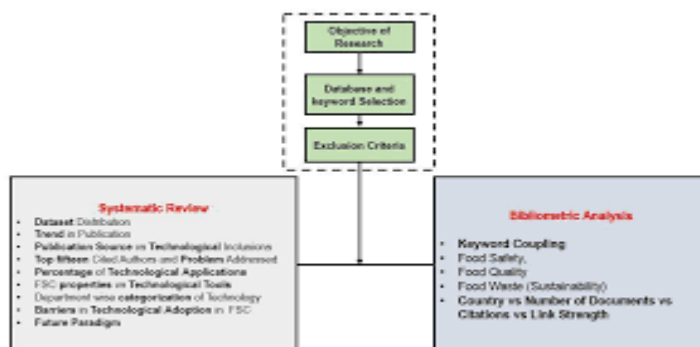 Objective of
Research
Database and
keyword Selection
Exclusion Criteria
Systematic Review
• Dataset Distribution
• Trend in Publication
• Publication Source vs Technological Inclusions
• Top fifteen Cited Authors and Problem Addressed
• Percentage of Technological Applications
• FSC properties vs Technological Tools
• Department wise categorization of Technology
• Barriers in Technological Adoption in FSC
• Future Paradigm
Bibliometric Analysis
• Keyword Coupling
• Food Safety,
• Food Quality
• Food Waste (Sustainability)
• Country vs Number of Documents vs
Citations vs Link Strength